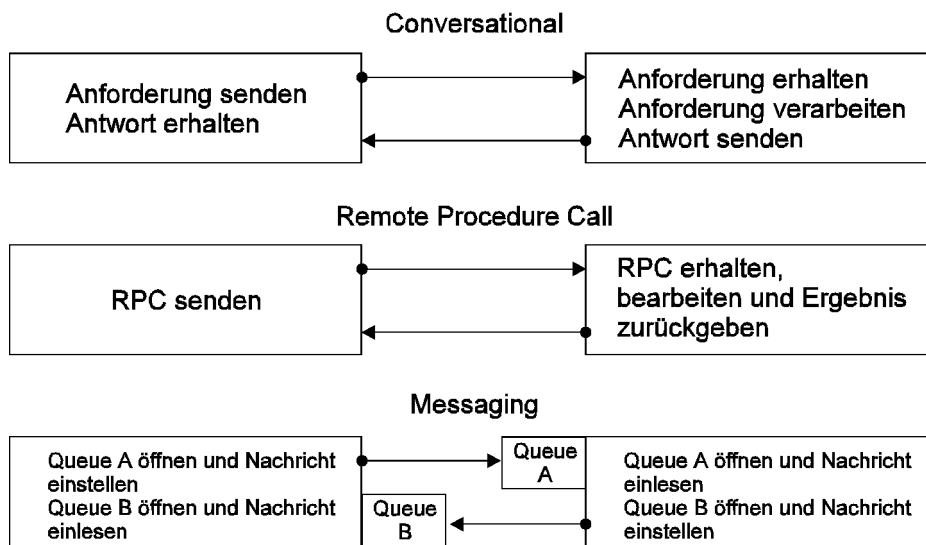 Conversational
Anforderung senden
Antwort erhalten
Anforderung erhalten
Anforderung verarbeiten
Antwort senden
Remote Procedure Call
RPC senden
RPC erhalten,
bearbeiten und Ergebnis
zurückgeben
Messaging
Queue A öffnen und Nachricht
einstellen
Queue B öffnen und Nachricht
einlesen
Queue
A
Queue
B
Queue A öffnen und Nachricht
einlesen
Queue B öffnen und Nachricht
einstellen